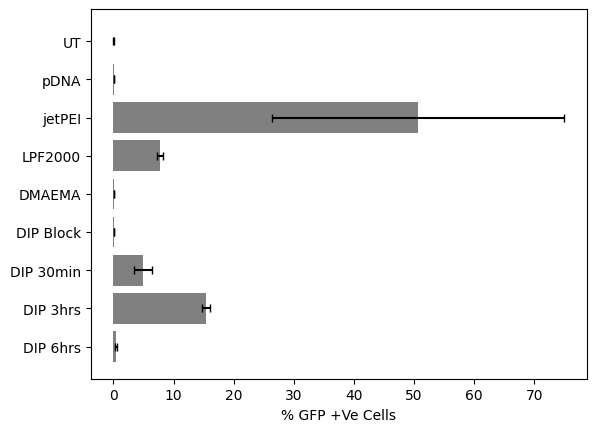 UT
pDNA
jetPEI
LPF2000
DMAEMA
DIP Block
DIP 30min
DIP 3hrs
DIP 6hrs
0 10 20 30 40 50 60 70
% GFP +Ve Cells